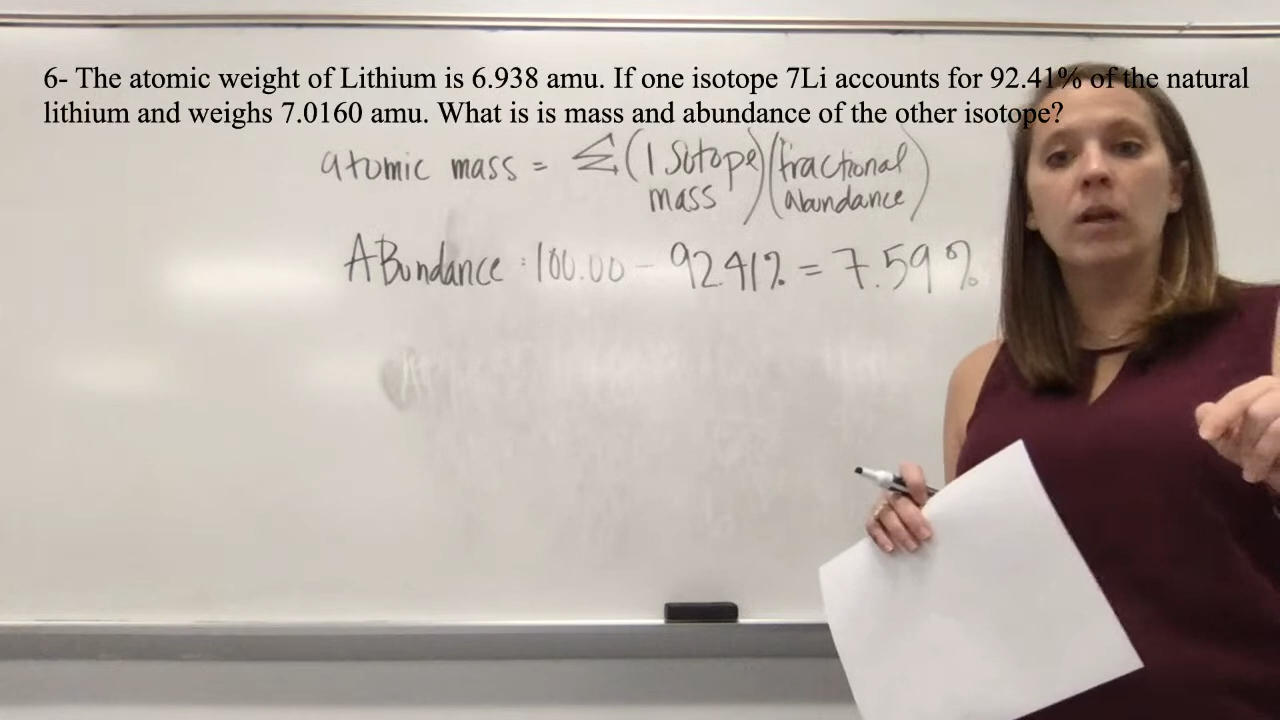 6- The atomic weight of Lithium is 6.938 amu. If one isotope 7Li accounts for 92.41% of the natural
lithium and weighs 7.0160 amu. What is is mass and abundance of the other isotope?
atomic mass = Σ(Isotope mass)(fractional abundance)
ABundance : 100.00 - 92.41% = 7.59%